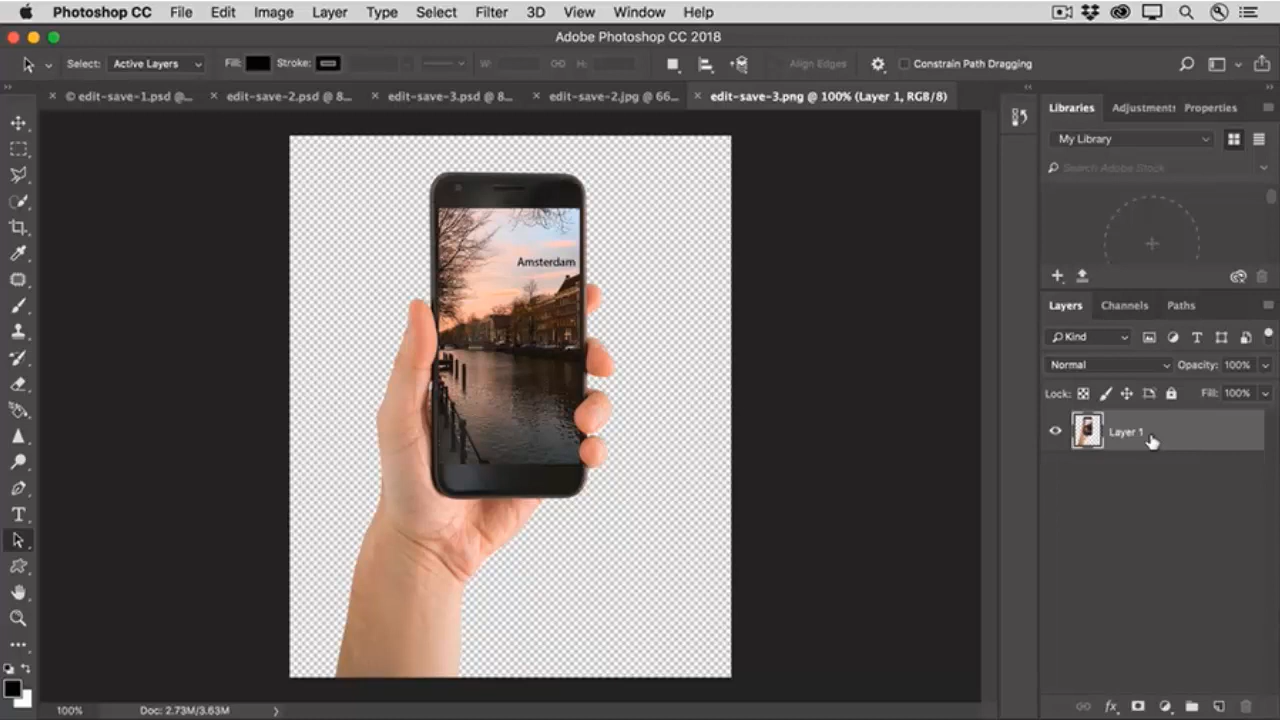 Photoshop CC File Edit Image Layer Type Select Filter 3D View Window Help
Adobe Photoshop CC 2018
Select: Active Layers Fill: Stroke: W: H: Align Edges Constrain Path Dragging
× © edit-save-1.psd @... × edit-save-2.psd @ 8... × edit-save-3.psd @ 8... × edit-save-2.jpg @ 66... × edit-save-3.png @ 100% (Layer 1, RGB/8)
Libraries Adjustments Properties
My Library
Search Adobe Stock
Amsterdam
Layers Channels Paths
Kind
Normal Opacity: 100%
Lock: Fill: 100%
Layer 1
100% Doc: 2.73M/3.63M